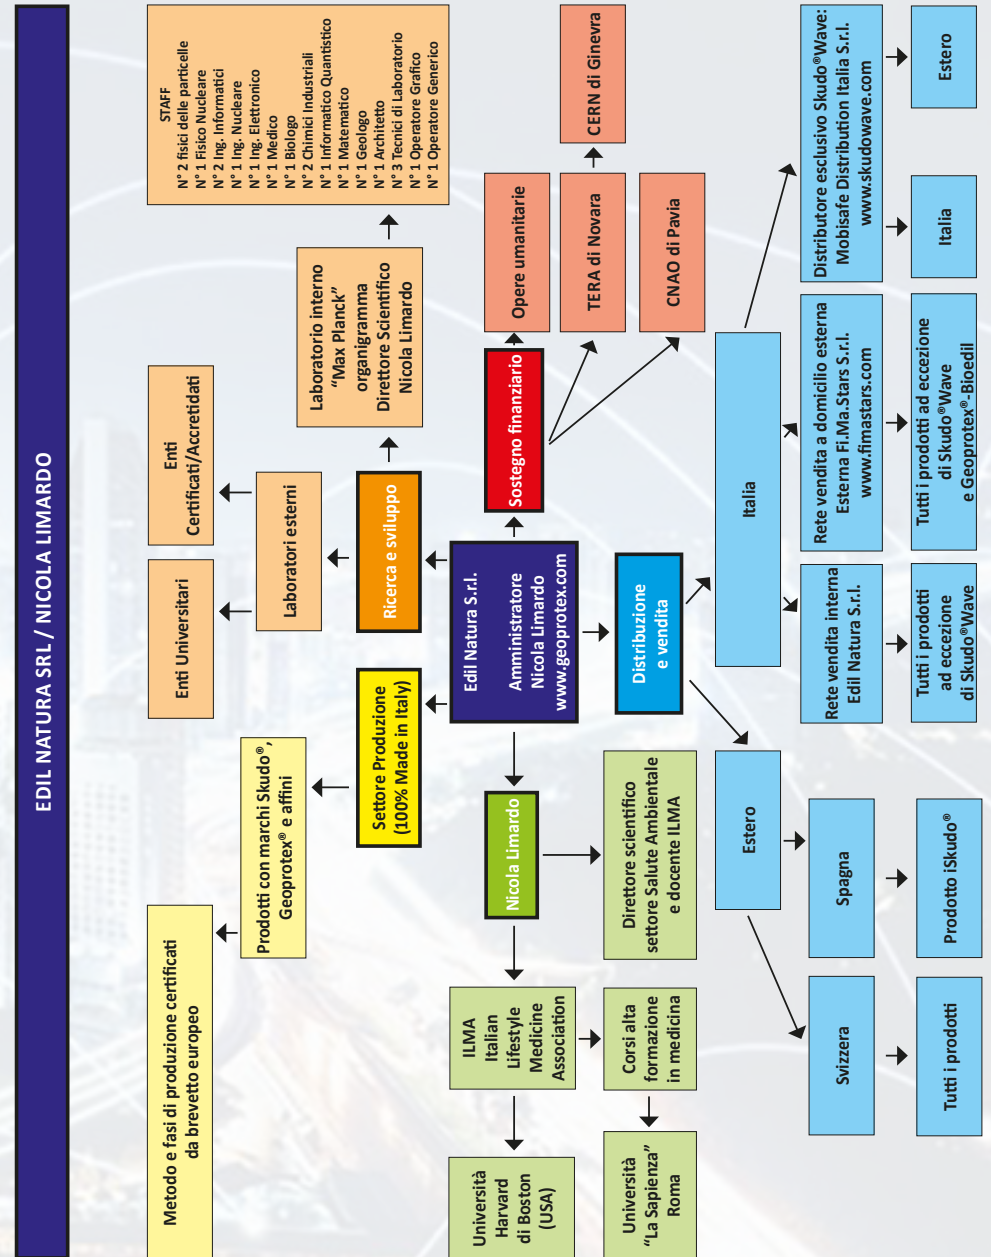 EDIL NATURA SRL / NICOLA LIMARDO
Metodo e fasi di produzione certificati
da brevetto europeo
Prodotti con marchi Skudo®,
Geoprotex® e affini
Settore Produzione
(100% Made in Italy)
Enti Universitari
Enti
Certificati/Accretidati
Laboratori esterni
Ricerca e sviluppo
Laboratorio interno
“Max Planck”
organigramma
Direttore Scientifico
Nicola Limardo
STAFF
N° 2 fisici delle particelle
N° 1 Fisico Nucleare
N° 2 Ing. Informatici
N° 1 Ing. Nucleare
N° 1 Ing. Elettronico
N° 1 Medico
N° 1 Biologo
N° 2 Chimici Industriali
N° 1 Informatico Quantistico
N° 1 Matematico
N° 1 Geologo
N° 1 Architetto
N° 3 Tecnici di Laboratorio
N° 1 Operatore Grafico
N° 1 Operatore Generico
Edil Natura S.r.l.
Amministratore
Nicola Limardo
www.geoprotex.com
Sostegno finanziario
Opere umanitarie
TERA di Novara
CERN di Ginevra
CNAO di Pavia
Nicola Limardo
ILMA
Italian
Lifestyle
Medicine
Association
Università
Harvard
di Boston
(USA)
Corsi alta
formazione
in medicina
Università
“La Sapienza”
Roma
Direttore scientifico
settore Salute Ambientale
e docente ILMA
Distribuzione
e vendita
Estero
Svizzera
Tutti i prodotti
Spagna
Prodotto iSkudo®
Italia
Rete vendita interna
Edil Natura S.r.l.
Tutti i prodotti
ad eccezione
di Skudo®Wave
Rete vendita a domicilio esterna
Esterna Fi.Ma.Stars S.r.l.
www.fimastars.com
Tutti i prodotti ad eccezione
di Skudo®Wave
e Geoprotex®-Bioedil
Distributore esclusivo Skudo®Wave:
Mobisafe Distribution Italia S.r.l.
www.skudowave.com
Italia
Estero